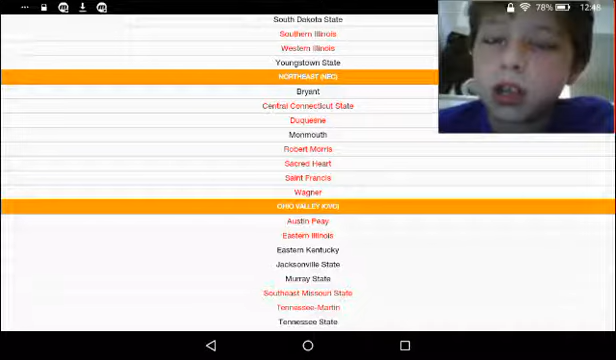 78% 12:48
South Dakota State
Southern Illinois
Western Illinois
Youngstown State
NORTHEAST (NEC)
Bryant
Central Connecticut State
Duquesne
Monmouth
Robert Morris
Sacred Heart
Saint Francis
Wagner
OHIO VALLEY (OVC)
Austin Peay
Eastern Illinois
Eastern Kentucky
Jacksonville State
Murray State
Southeast Missouri State
Tennessee-Martin
Tennessee State